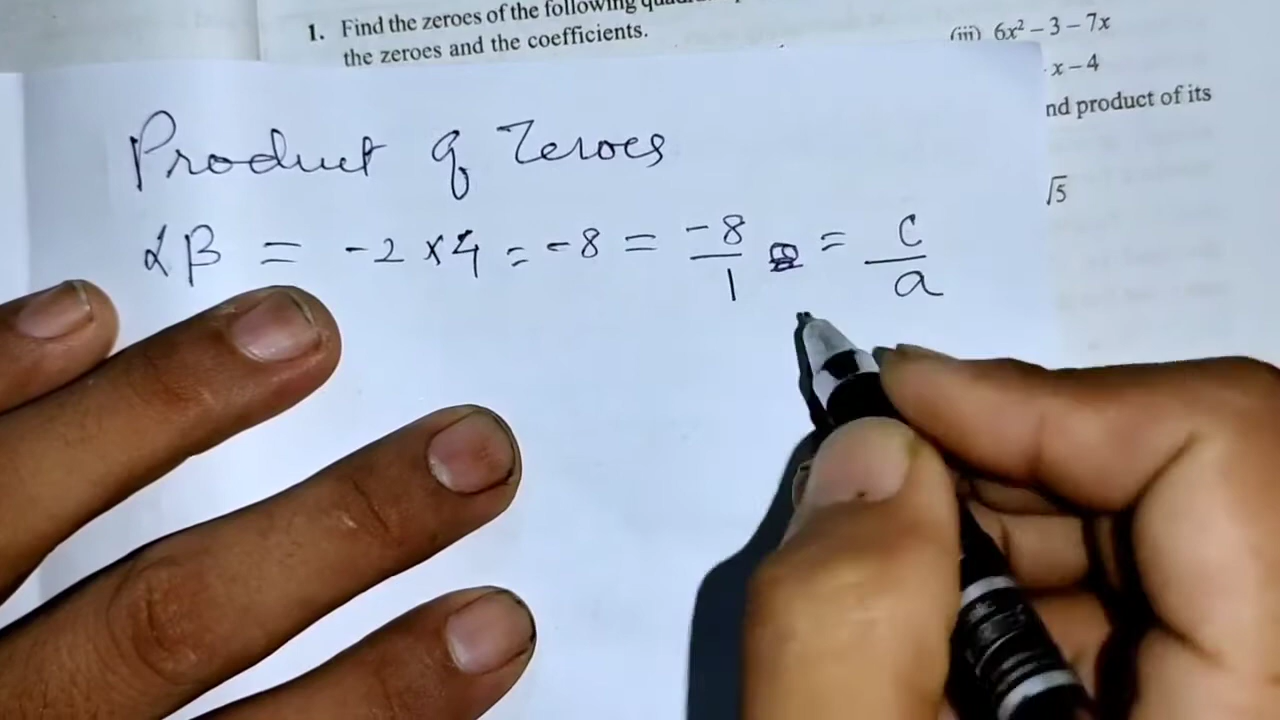 1. Find the zeroes of the following
the zeroes and the coefficients.
(iii) 6x² – 3 – 7x
x – 4
nd product of its
√5
Product of Zeroes
αβ = -2 × 4 = -8 = -8/1 = c/a